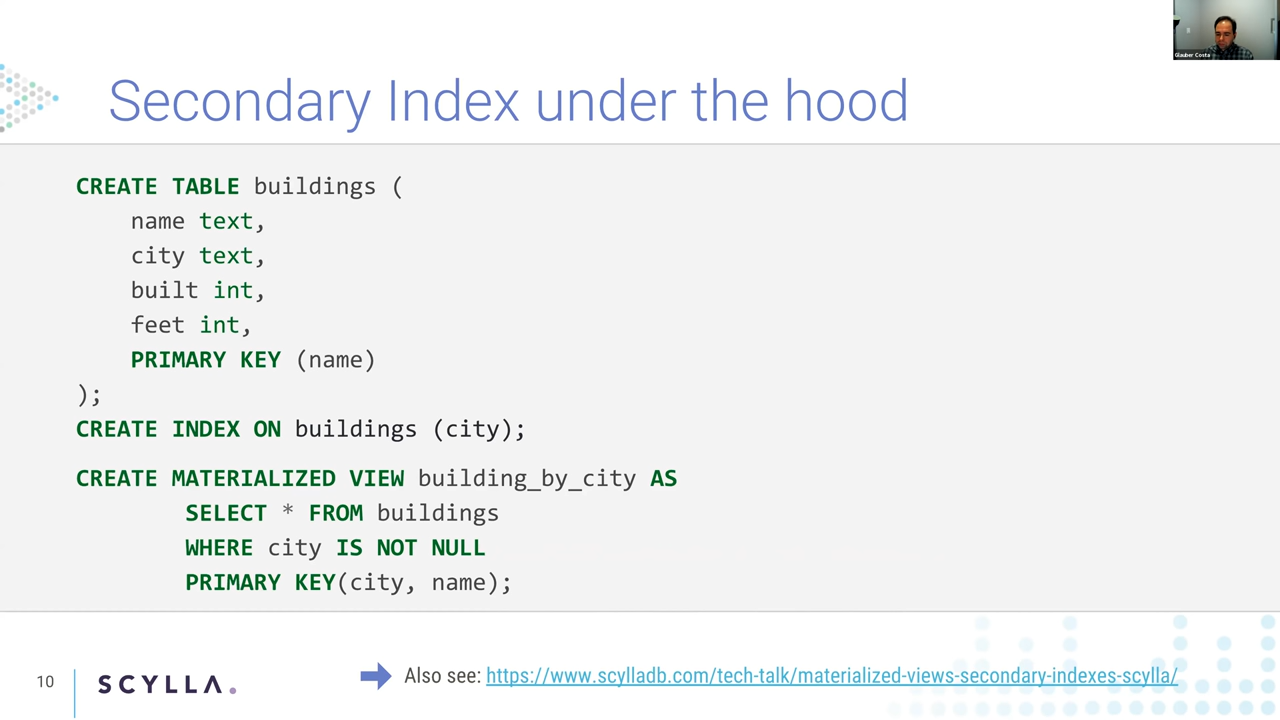 Glauber Costa
Secondary Index under the hood
CREATE TABLE buildings (
name text,
city text,
built int,
feet int,
PRIMARY KEY (name)
);
CREATE INDEX ON buildings (city);
CREATE MATERIALIZED VIEW building_by_city AS
SELECT * FROM buildings
WHERE city IS NOT NULL
PRIMARY KEY(city, name);
10
SCYLLA.
Also see: https://www.scylladb.com/tech-talk/materialized-views-secondary-indexes-scylla/